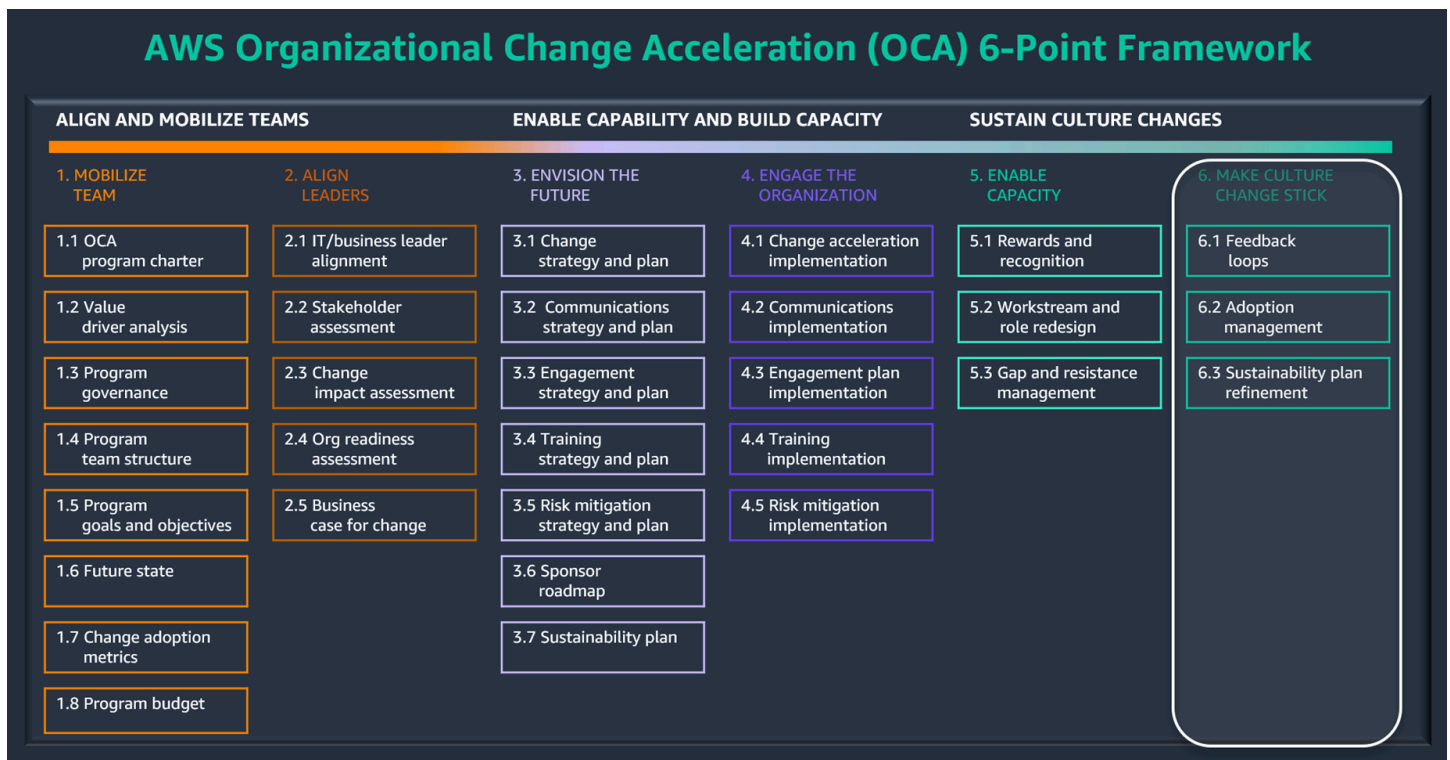 AWS Organizational Change Acceleration (OCA) 6-Point Framework
ALIGN AND MOBILIZE TEAMS
ENABLE CAPABILITY AND BUILD CAPACITY
SUSTAIN CULTURE CHANGES
1. MOBILIZE
TEAM
1.1 OCA
program charter
1.2 Value
driver analysis
1.3 Program
governance
1.4 Program
team structure
1.5 Program
goals and objectives
1.6 Future state
1.7 Change adoption
metrics
1.8 Program budget
2. ALIGN
LEADERS
2.1 IT/business leader
alignment
2.2 Stakeholder
assessment
2.3 Change
impact assessment
2.4 Org readiness
assessment
2.5 Business
case for change
3. ENVISION THE
FUTURE
3.1 Change
strategy and plan
3.2 Communications
strategy and plan
3.3 Engagement
strategy and plan
3.4 Training
strategy and plan
3.5 Risk mitigation
strategy and plan
3.6 Sponsor
roadmap
3.7 Sustainability plan
4. ENGAGE THE
ORGANIZATION
4.1 Change acceleration
implementation
4.2 Communications
implementation
4.3 Engagement plan
implementation
4.4 Training
implementation
4.5 Risk mitigation
implementation
5. ENABLE
CAPACITY
5.1 Rewards and
recognition
5.2 Workstream and
role redesign
5.3 Gap and resistance
management
6. MAKE CULTURE
CHANGE STICK
6.1 Feedback
loops
6.2 Adoption
management
6.3 Sustainability plan
refinement